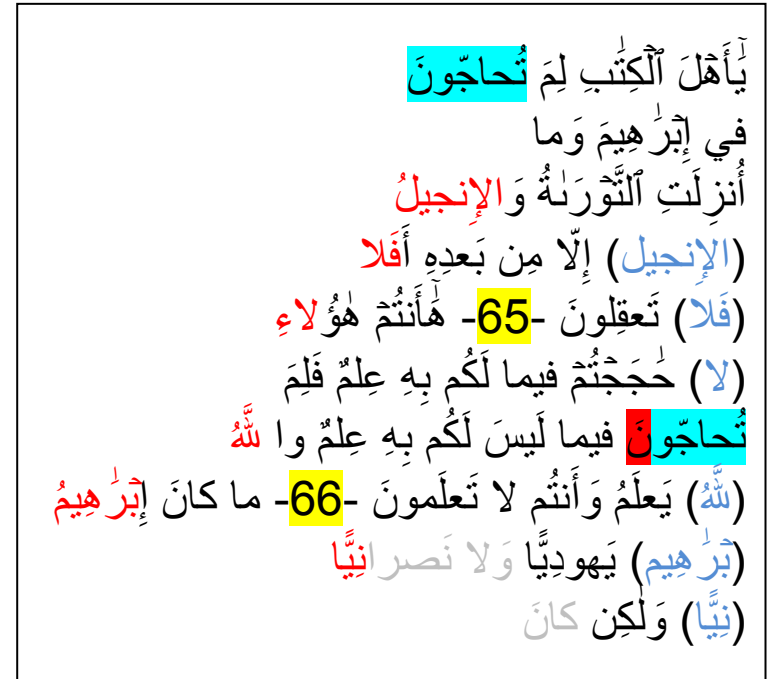 يَٰٓأَهۡلَ ٱلۡكِتَٰبِ لِمَ تُحاجّونَ
في إِبۡرَٰهِيمَ وَما
أُنزِلَتِ ٱلتَّوۡرَىٰةُ وَالإِنجيلُ
(الإِنجيل) إِلّا مِن بَعدِهِ أَفَلا
(فَلا) تَعقِلونَ -65- هَٰٓأَنتُمۡ هَٰٓؤُلاءِ
(لا) حَٰجَجۡتُمۡ فيما لَكُم بِهِ عِلمٌ فَلِمَ
تُحاجّونَ فيما لَيسَ لَكُم بِهِ عِلمٌ وا للَّهُ
(للَّهُ) يَعلَمُ وَأَنتُم لا تَعلَمونَ -66- ما كانَ إِبۡرَٰهِيمُ
(بۡرَٰهِيم) يَهودِيًّا وَلا نَصرانِيًّا
(نِيًّا) وَلَٰكِن كانَ